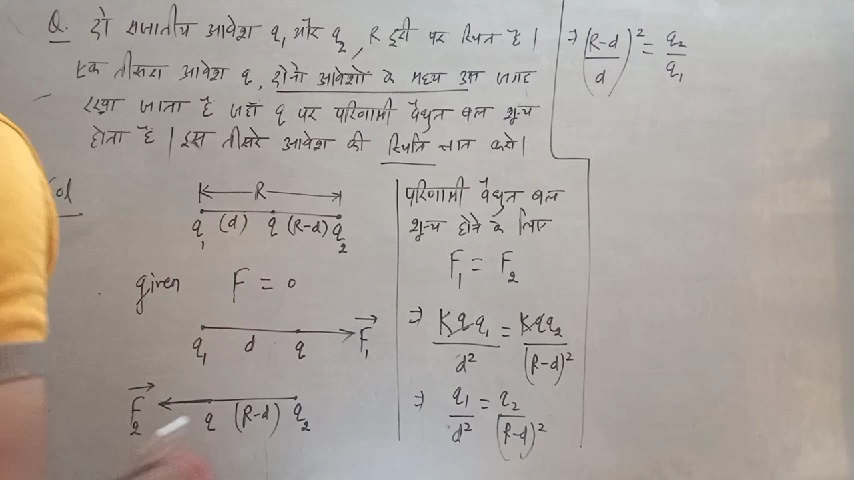 Q. दो सजातीय आवेश q₁ और q₂, R दूरी पर स्थित है।
एक तीसरा आवेश q, दोनो आवेशों के मध्य उस जगह
रखा जाता है जहाँ q पर परिणामी वैद्युत बल शून्य
होता है। इस तीसरे आवेश की स्थिति ज्ञात करो।
Sol
R
q₁ (d) q (R-d) q₂
given F = 0
q₁ d q F₁→
F₂→ q (R-d) q₂
परिणामी वैद्युत बल
शून्य होने के लिए
F₁ = F₂
⇒ Kqq₁/d² = Kqq₂/(R-d)²
⇒ q₁/d² = q₂/(R-d)²
⇒ ((R-d)/d)² = q₂/q₁